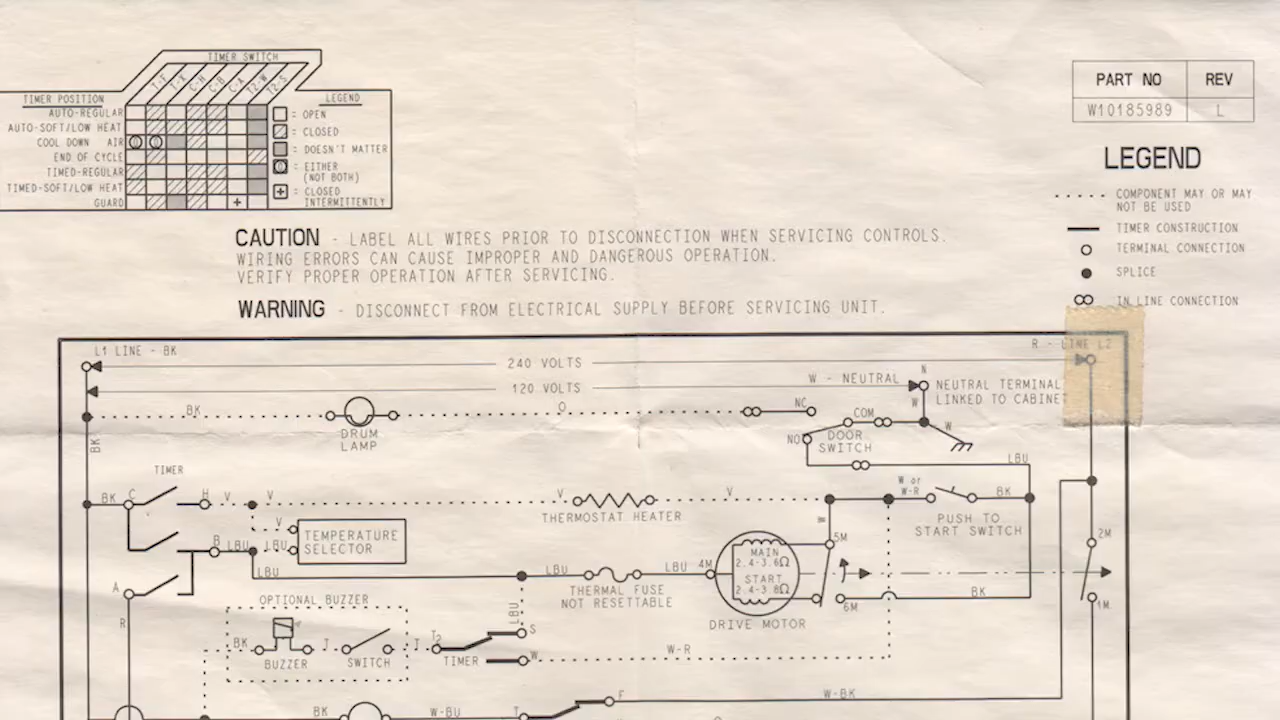 TIMER SWITCH
T-F T-X C-H C-B C-A T2-W T2-S
TIMER POSITION
AUTO-REGULAR
AUTO-SOFT/LOW HEAT
COOL DOWN AIR
END OF CYCLE
TIMED-REGULAR
TIMED-SOFT/LOW HEAT
GUARD
LEGEND
= OPEN
= CLOSED
= DOESN'T MATTER
= EITHER
(NOT BOTH)
= CLOSED
INTERMITTENTLY
PART NO REV
W10185989 L
LEGEND
COMPONENT MAY OR MAY
NOT BE USED
TIMER CONSTRUCTION
TERMINAL CONNECTION
SPLICE
IN LINE CONNECTION
CAUTION - LABEL ALL WIRES PRIOR TO DISCONNECTION WHEN SERVICING CONTROLS.
WIRING ERRORS CAN CAUSE IMPROPER AND DANGEROUS OPERATION.
VERIFY PROPER OPERATION AFTER SERVICING.
WARNING - DISCONNECT FROM ELECTRICAL SUPPLY BEFORE SERVICING UNIT.
L1 LINE - BK
R - LINE L2
240 VOLTS
120 VOLTS
W - NEUTRAL
N
NEUTRAL TERMINAL
LINKED TO CABINET
W
BK
O
NC
COM
W
DRUM
LAMP
NO
DOOR
SWITCH
LBU
BK
TIMER
BK
C
H
V
V
V
V
W or
W-R
BK
THERMOSTAT HEATER
PUSH TO
START SWITCH
V
TEMPERATURE
SELECTOR
B LBU
LBU
W
5M
MAIN
2.4-3.6Ω
START
2.4-3.8Ω
2M
LBU
LBU
LBU
4M
THERMAL FUSE
NOT RESETTABLE
DRIVE MOTOR
6M
BK
1M
A
R
OPTIONAL BUZZER
LBU
BK
BUZZER
T
SWITCH
T
T2
TIMER
S
W
W-R
BK
W-BU
T
F
W-BK